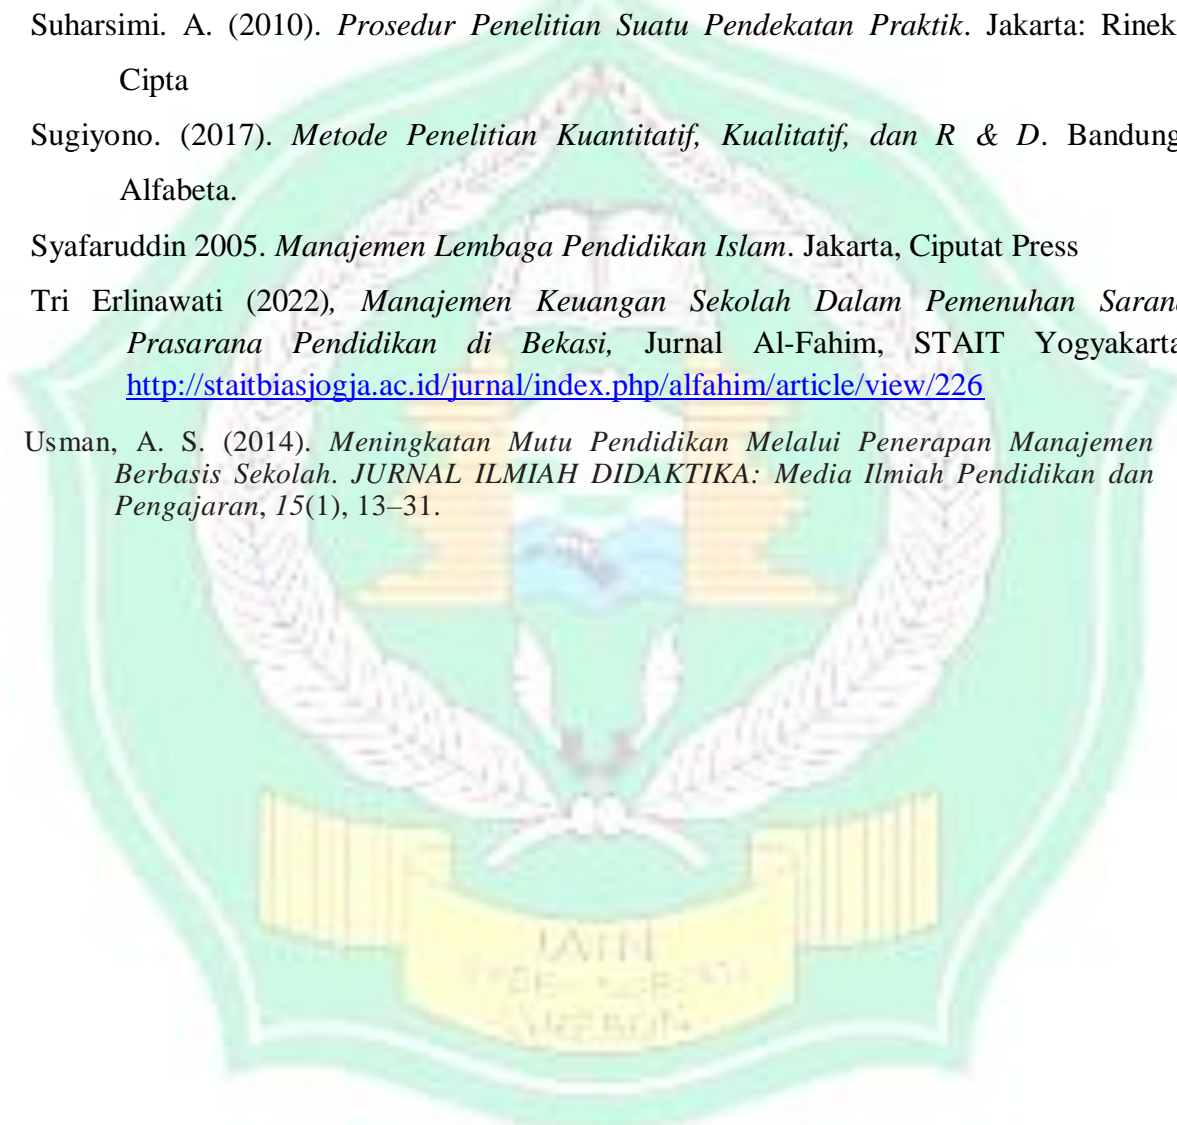 Suharsimi. A. (2010). Prosedur Penelitian Suatu Pendekatan Praktik. Jakarta: Rinek
Cipta
Sugiyono. (2017). Metode Penelitian Kuantitatif, Kualitatif, dan R & D. Bandung
Alfabeta.
Syafaruddin 2005. Manajemen Lembaga Pendidikan Islam. Jakarta, Ciputat Press
Tri Erlinawati (2022), Manajemen Keuangan Sekolah Dalam Pemenuhan Sarana
Prasarana Pendidikan di Bekasi, Jurnal Al-Fahim, STAIT Yogyakarta
http://staitbiasjogja.ac.id/jurnal/index.php/alfahim/article/view/226
Usman, A. S. (2014). Meningkatan Mutu Pendidikan Melalui Penerapan Manajemen
Berbasis Sekolah. JURNAL ILMIAH DIDAKTIKA: Media Ilmiah Pendidikan dan
Pengajaran, 15(1), 13–31.
IAIN